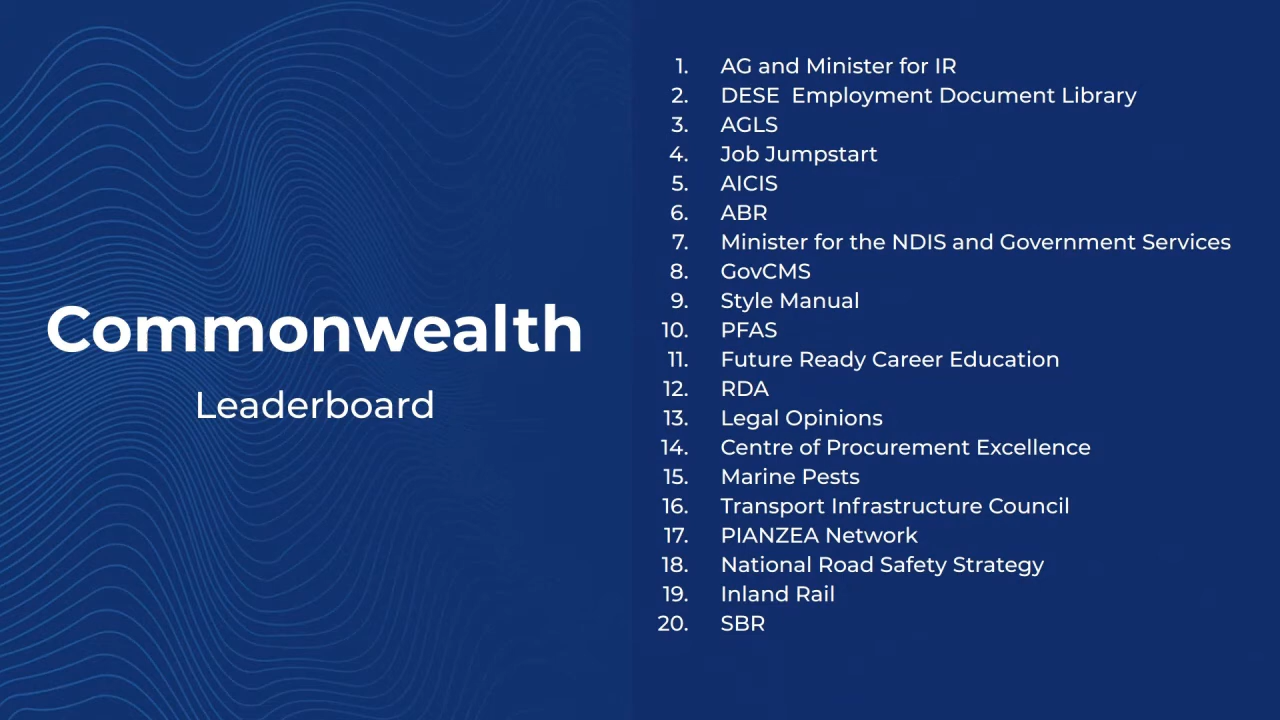 Commonwealth
Leaderboard
1. AG and Minister for IR
2. DESE  Employment Document Library
3. AGLS
4. Job Jumpstart
5. AICIS
6. ABR
7. Minister for the NDIS and Government Services
8. GovCMS
9. Style Manual
10. PFAS
11. Future Ready Career Education
12. RDA
13. Legal Opinions
14. Centre of Procurement Excellence
15. Marine Pests
16. Transport Infrastructure Council
17. PIANZEA Network
18. National Road Safety Strategy
19. Inland Rail
20. SBR